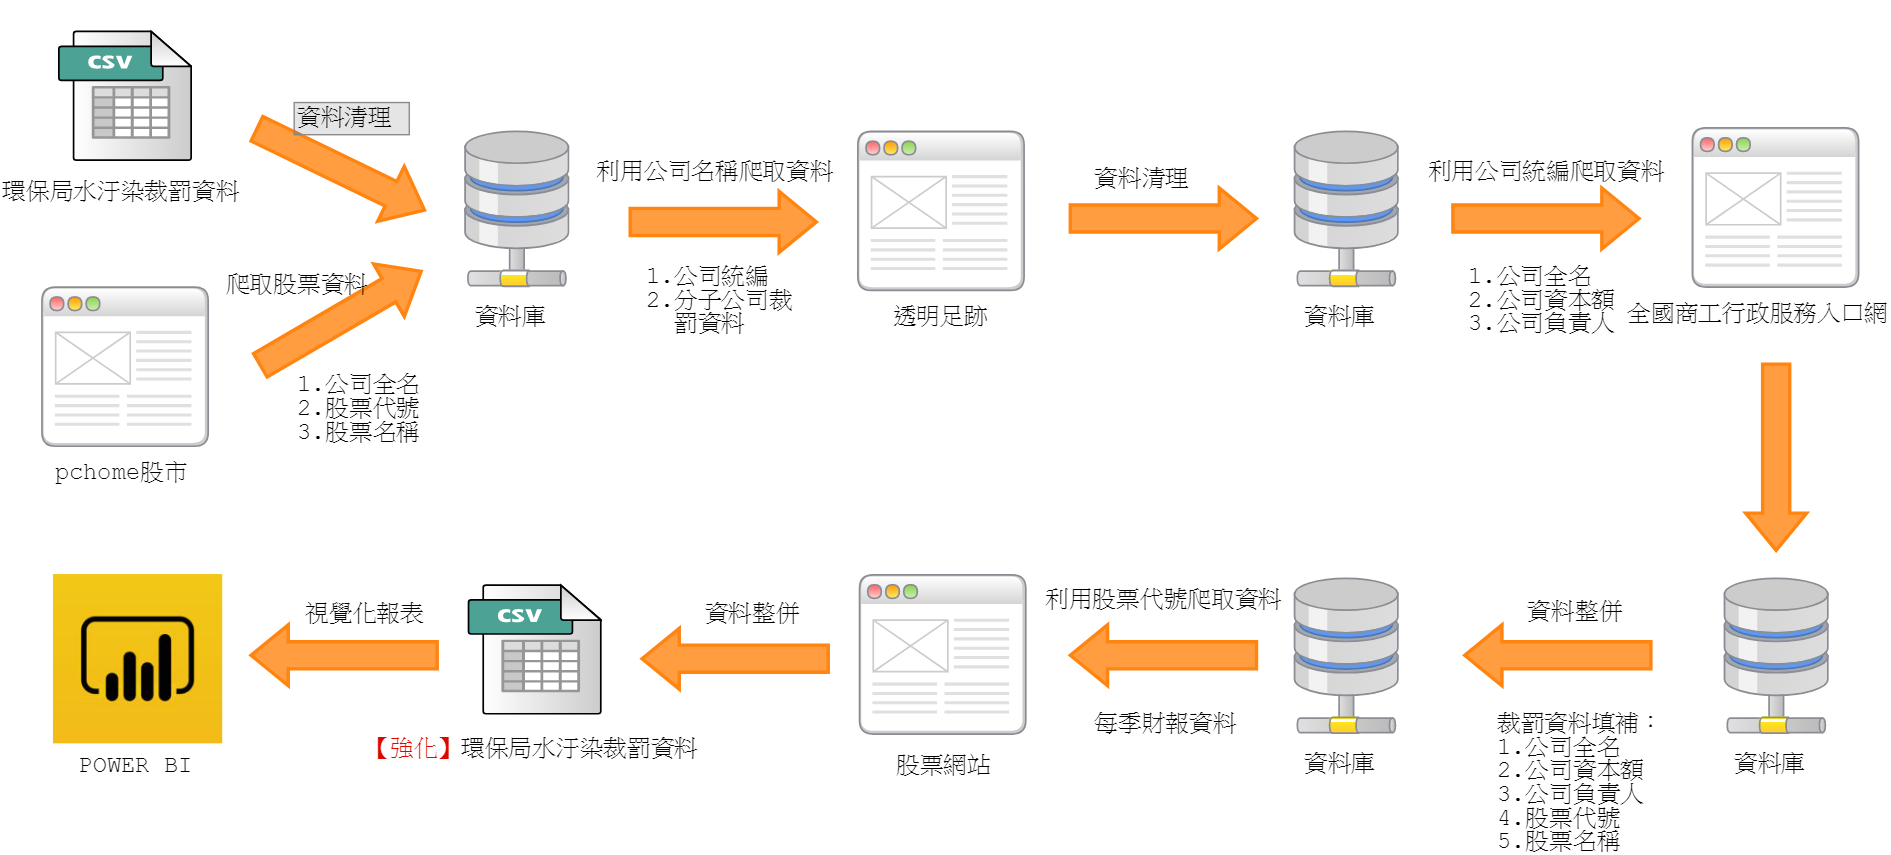 CSV
環保局水汙染裁罰資料
資料清理
爬取股票資料
1.公司全名
2.股票代號
3.股票名稱
pchome股市
資料庫
利用公司名稱爬取資料
1.公司統編
2.分子公司裁
罰資料
透明足跡
資料清理
資料庫
利用公司統編爬取資料
1.公司全名
2.公司資本額
3.公司負責人
全國商工行政服務入口網
資料庫
資料整併
裁罰資料填補：
1.公司全名
2.公司資本額
3.公司負責人
4.股票代號
5.股票名稱
資料庫
利用股票代號爬取資料
每季財報資料
股票網站
資料整併
CSV
【強化】環保局水汙染裁罰資料
視覺化報表
POWER BI